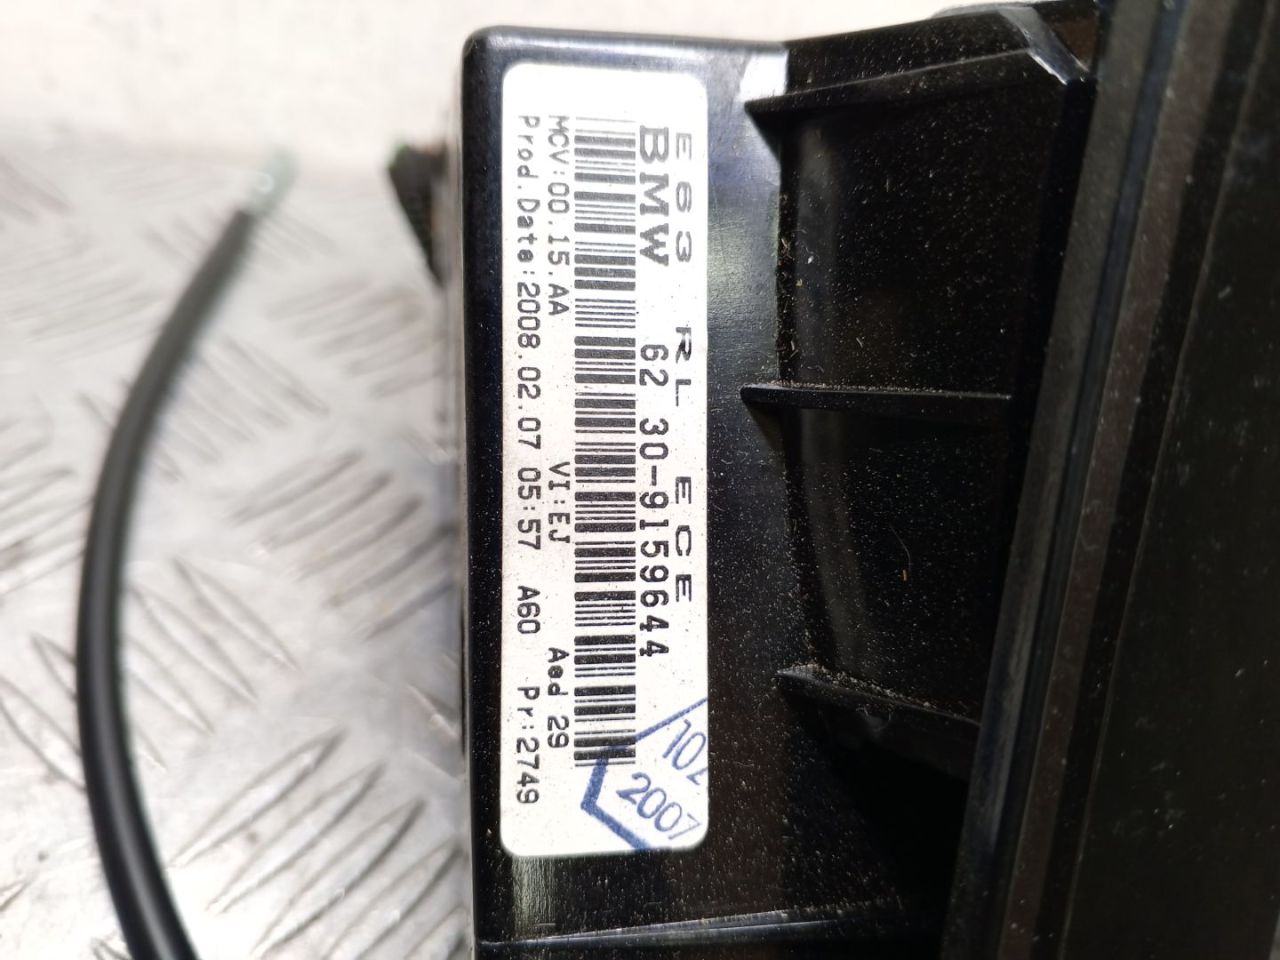 E63 RL ECE
BMW 62 30-9159644
MCV:00.15.AA VI:EJ Aed 29
Prod.Date:2008.02.07 05:57 A60 Pr:2749
2007